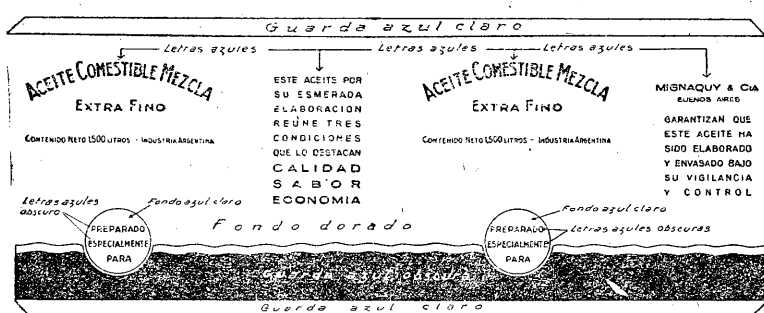 Guarda azul claro
Letras azules
Letras azules
Letras azules
ACEITE COMESTIBLE MEZCLA
EXTRA FINO
CONTENIDO NETO 1,500 LITROS - INDUSTRIA ARGENTINA
ESTE ACEITE POR
SU ESMERADA
ELABORACION
REUNE TRES
CONDICIONES
QUE LO DESTACAN
CALIDAD
SABOR
ECONOMIA
ACEITE COMESTIBLE MEZCLA
EXTRA FINO
CONTENIDO NETO 1,500 LITROS - INDUSTRIA ARGENTINA
MIGNAQUY & CIA
BUENOS AIRES
GARANTIZAN QUE
ESTE ACEITE HA
SIDO ELABORADO
Y ENVASADO BAJO
SU VIGILANCIA
Y CONTROL
Letras azules
obscuro
Fondo azul claro
PREPARADO
ESPECIALMENTE
PARA
Fondo dorado
Fondo azul claro
Letras azules obscuras
PREPARADO
ESPECIALMENTE
PARA
Guarda azul obscuro
Guarda azul claro